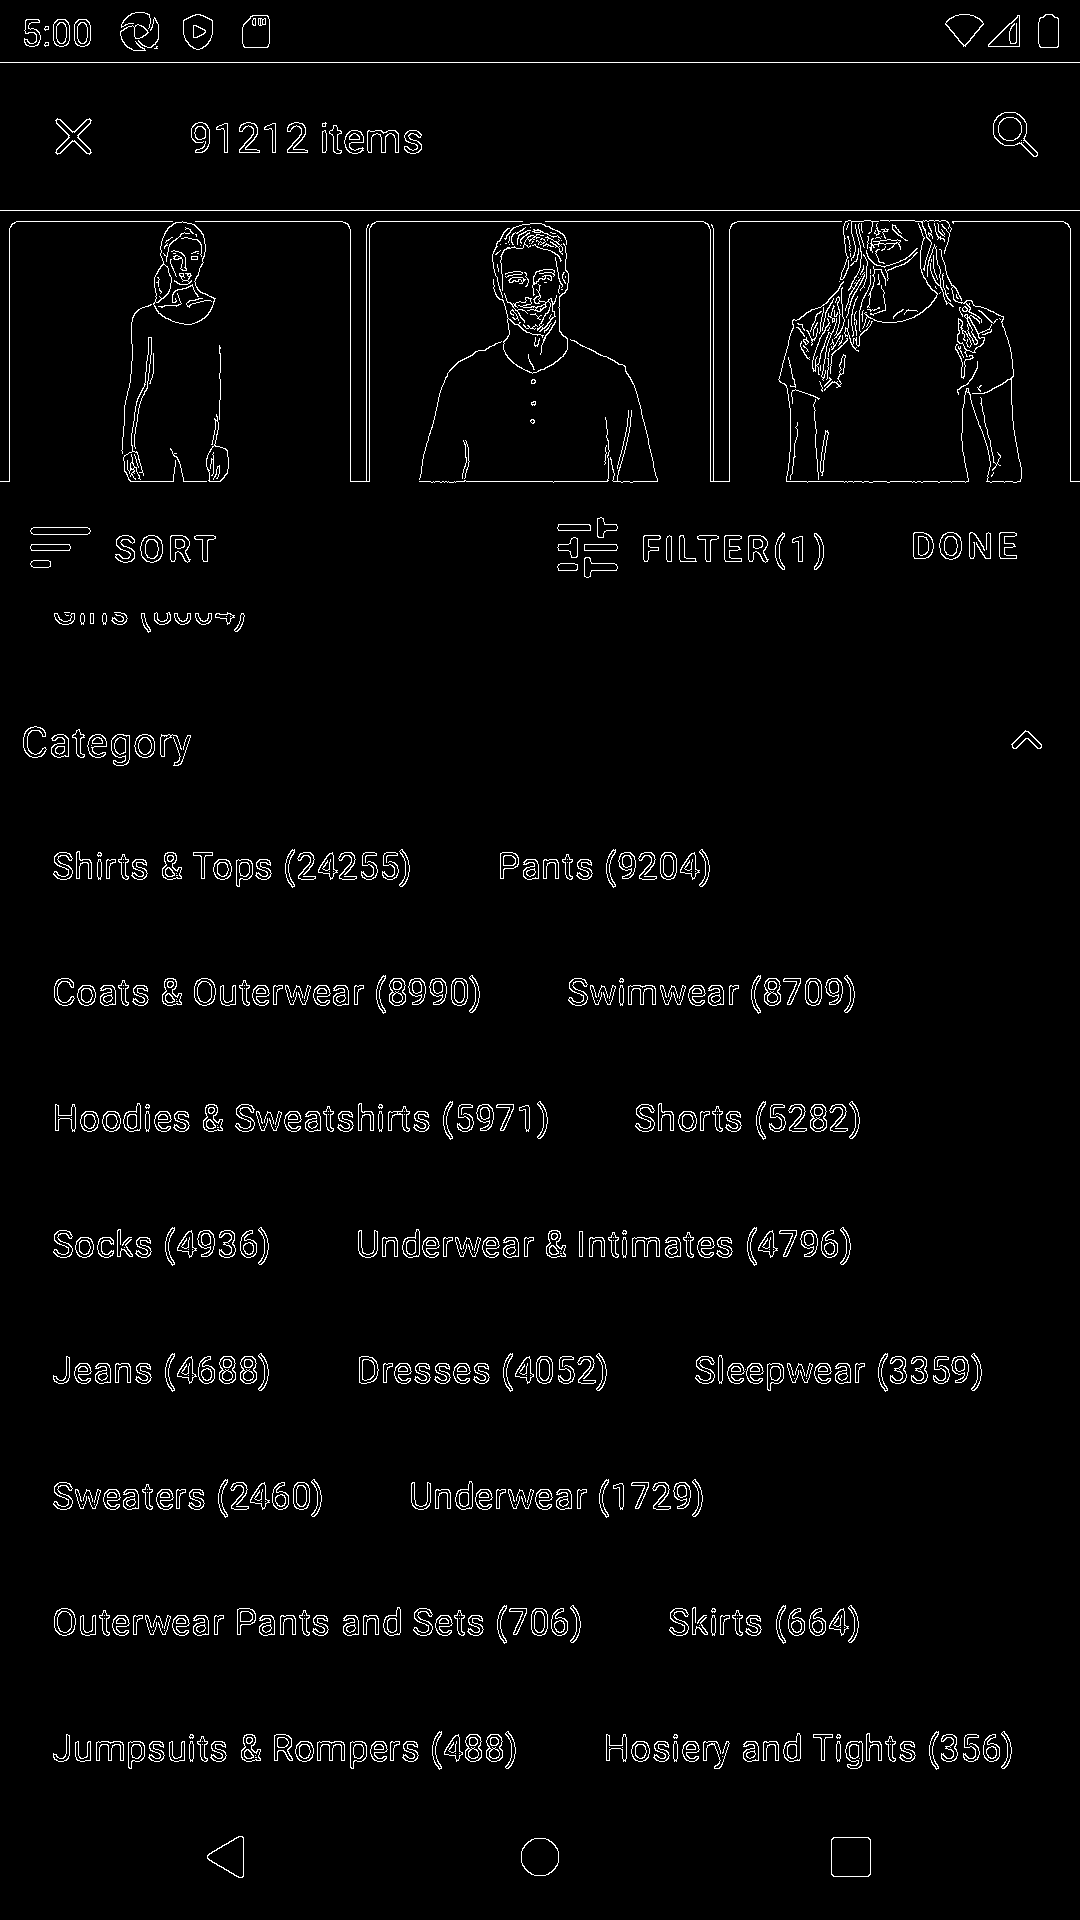 5:00
91212 items
SORT FILTER(1) DONE
Category
Shirts & Tops (24255) Pants (9204)
Coats & Outerwear (8990) Swimwear (8709)
Hoodies & Sweatshirts (5971) Shorts (5282)
Socks (4936) Underwear & Intimates (4796)
Jeans (4688) Dresses (4052) Sleepwear (3359)
Sweaters (2460) Underwear (1729)
Outerwear Pants and Sets (706) Skirts (664)
Jumpsuits & Rompers (488) Hosiery and Tights (356)